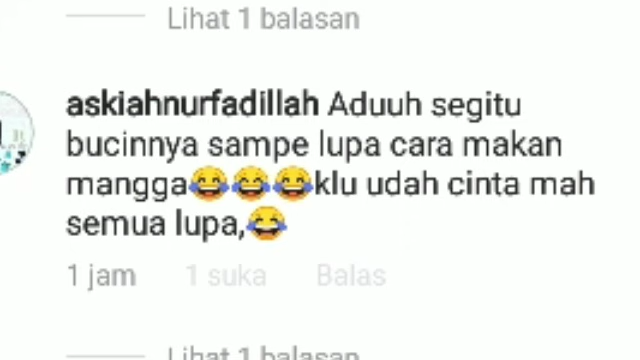 Lihat 1 balasan
askiahnurfadillah Aduuh segitu
bucinnya sampe lupa cara makan
mangga😂😂😂klu udah cinta mah
semua lupa,😂
1 jam 1 suka Balas
Lihat 1 balasan